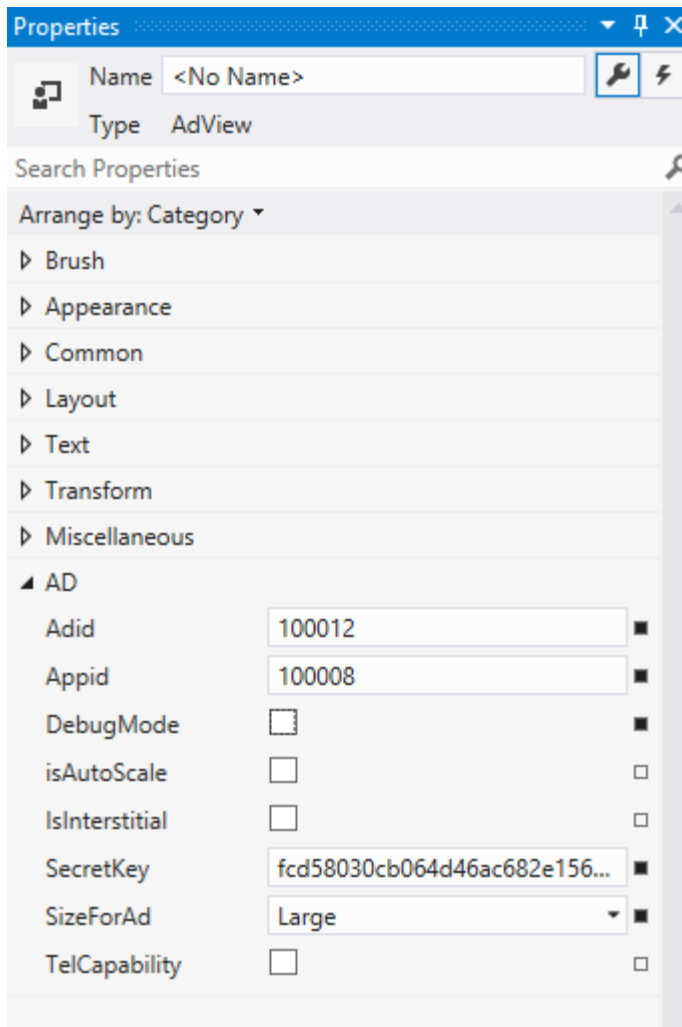 Properties
Name <No Name>
Type AdView
Search Properties
Arrange by: Category
Brush
Appearance
Common
Layout
Text
Transform
Miscellaneous
AD
Adid 100012
Appid 100008
DebugMode
isAutoScale
IsInterstitial
SecretKey fcd58030cb064d46ac682e156...
SizeForAd Large
TelCapability